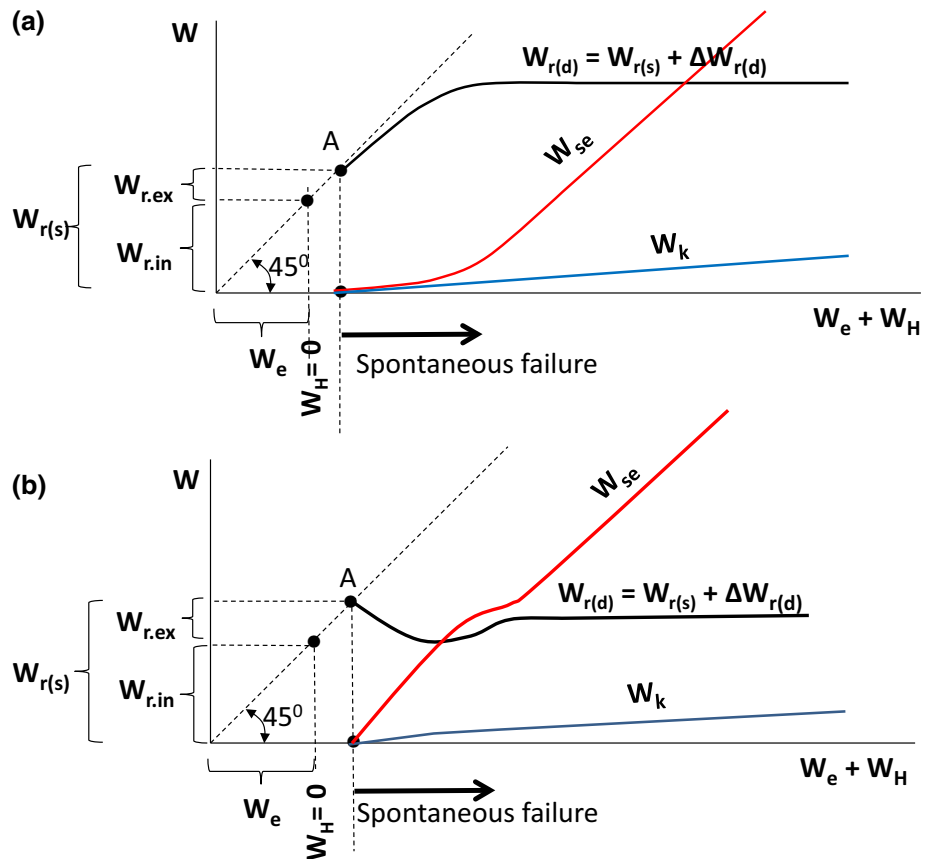 (a)
W
W_r(d) = W_r(s) + ΔW_r(d)
A
W_se
W_r.ex
W_r(s)
W_r.in
W_k
45⁰
W_e + W_H
W_e
W_H = 0
Spontaneous failure
(b)
W
W_se
A
W_r(d) = W_r(s) + ΔW_r(d)
W_r.ex
W_r(s)
W_r.in
W_k
45⁰
W_e + W_H
W_e
W_H=0
Spontaneous failure